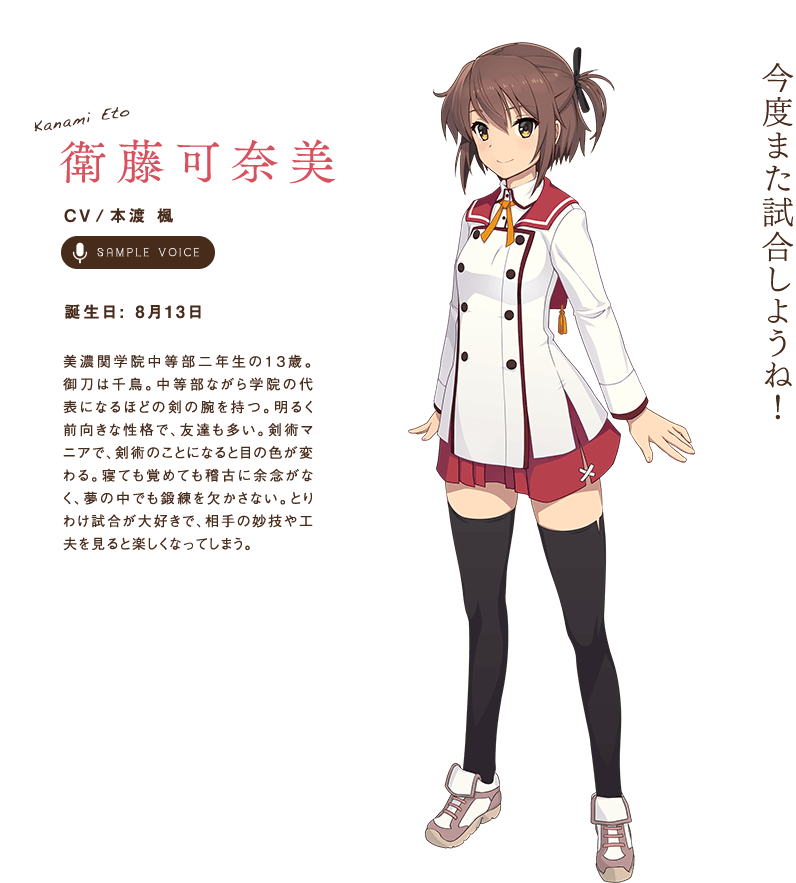 Kanami Eto
衛藤可奈美
CV / 本渡 楓
SAMPLE VOICE
誕生日: 8月13日
美濃関学院中等部二年生の13歳。
御刀は千鳥。中等部ながら学院の代
表になるほどの剣の腕を持つ。明るく
前向きな性格で、友達も多い。剣術マ
ニアで、剣術のことになると目の色が変
わる。寝ても覚めても稽古に余念がな
く、夢の中でも鍛練を欠かさない。とり
わけ試合が大好きで、相手の妙技や工
夫を見ると楽しくなってしまう。
今度また試合しようね!